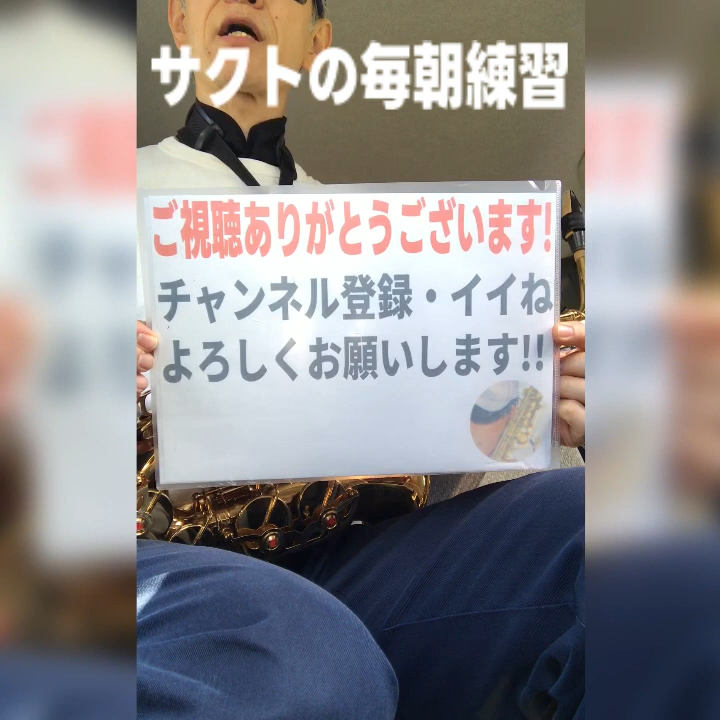 サクトの毎朝練習
ご視聴ありがとうございます!
チャンネル登録・イイね
よろしくお願いします!!